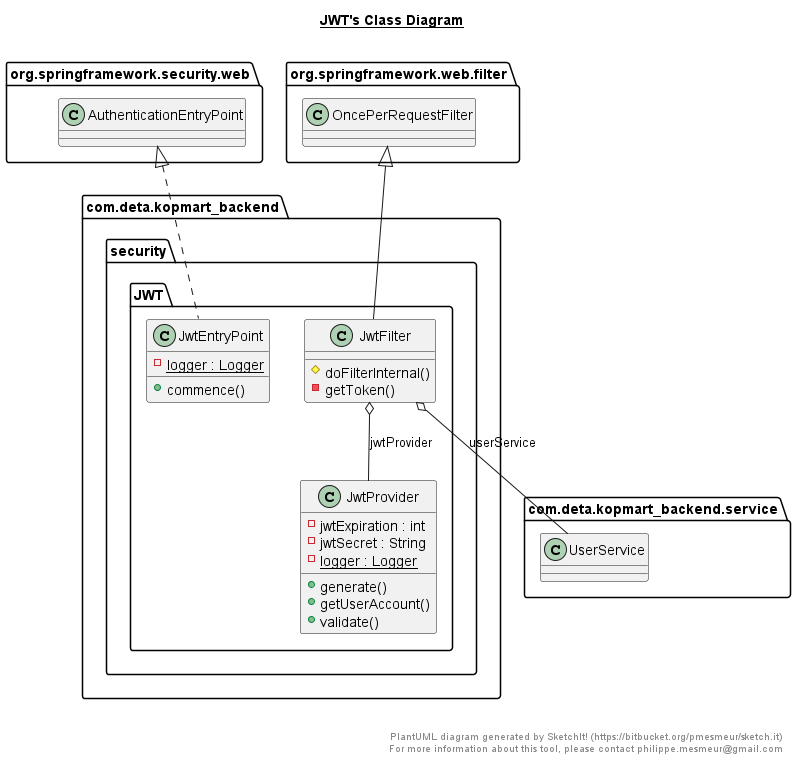 JWT's Class Diagram
org.springframework.security.web
org.springframework.web.filter
C AuthenticationEntryPoint
C OncePerRequestFilter
com.deta.kopmart_backend
security
JWT
C JwtEntryPoint
logger : Logger
commence()
C JwtFilter
doFilterInternal()
getToken()
jwtProvider
userService
C JwtProvider
jwtExpiration : int
jwtSecret : String
logger : Logger
generate()
getUserAccount()
validate()
com.deta.kopmart_backend.service
C UserService
PlantUML diagram generated by SketchIt! (https://bitbucket.org/pmesmeur/sketch.it)
For more information about this tool, please contact philippe.mesmeur@gmail.com